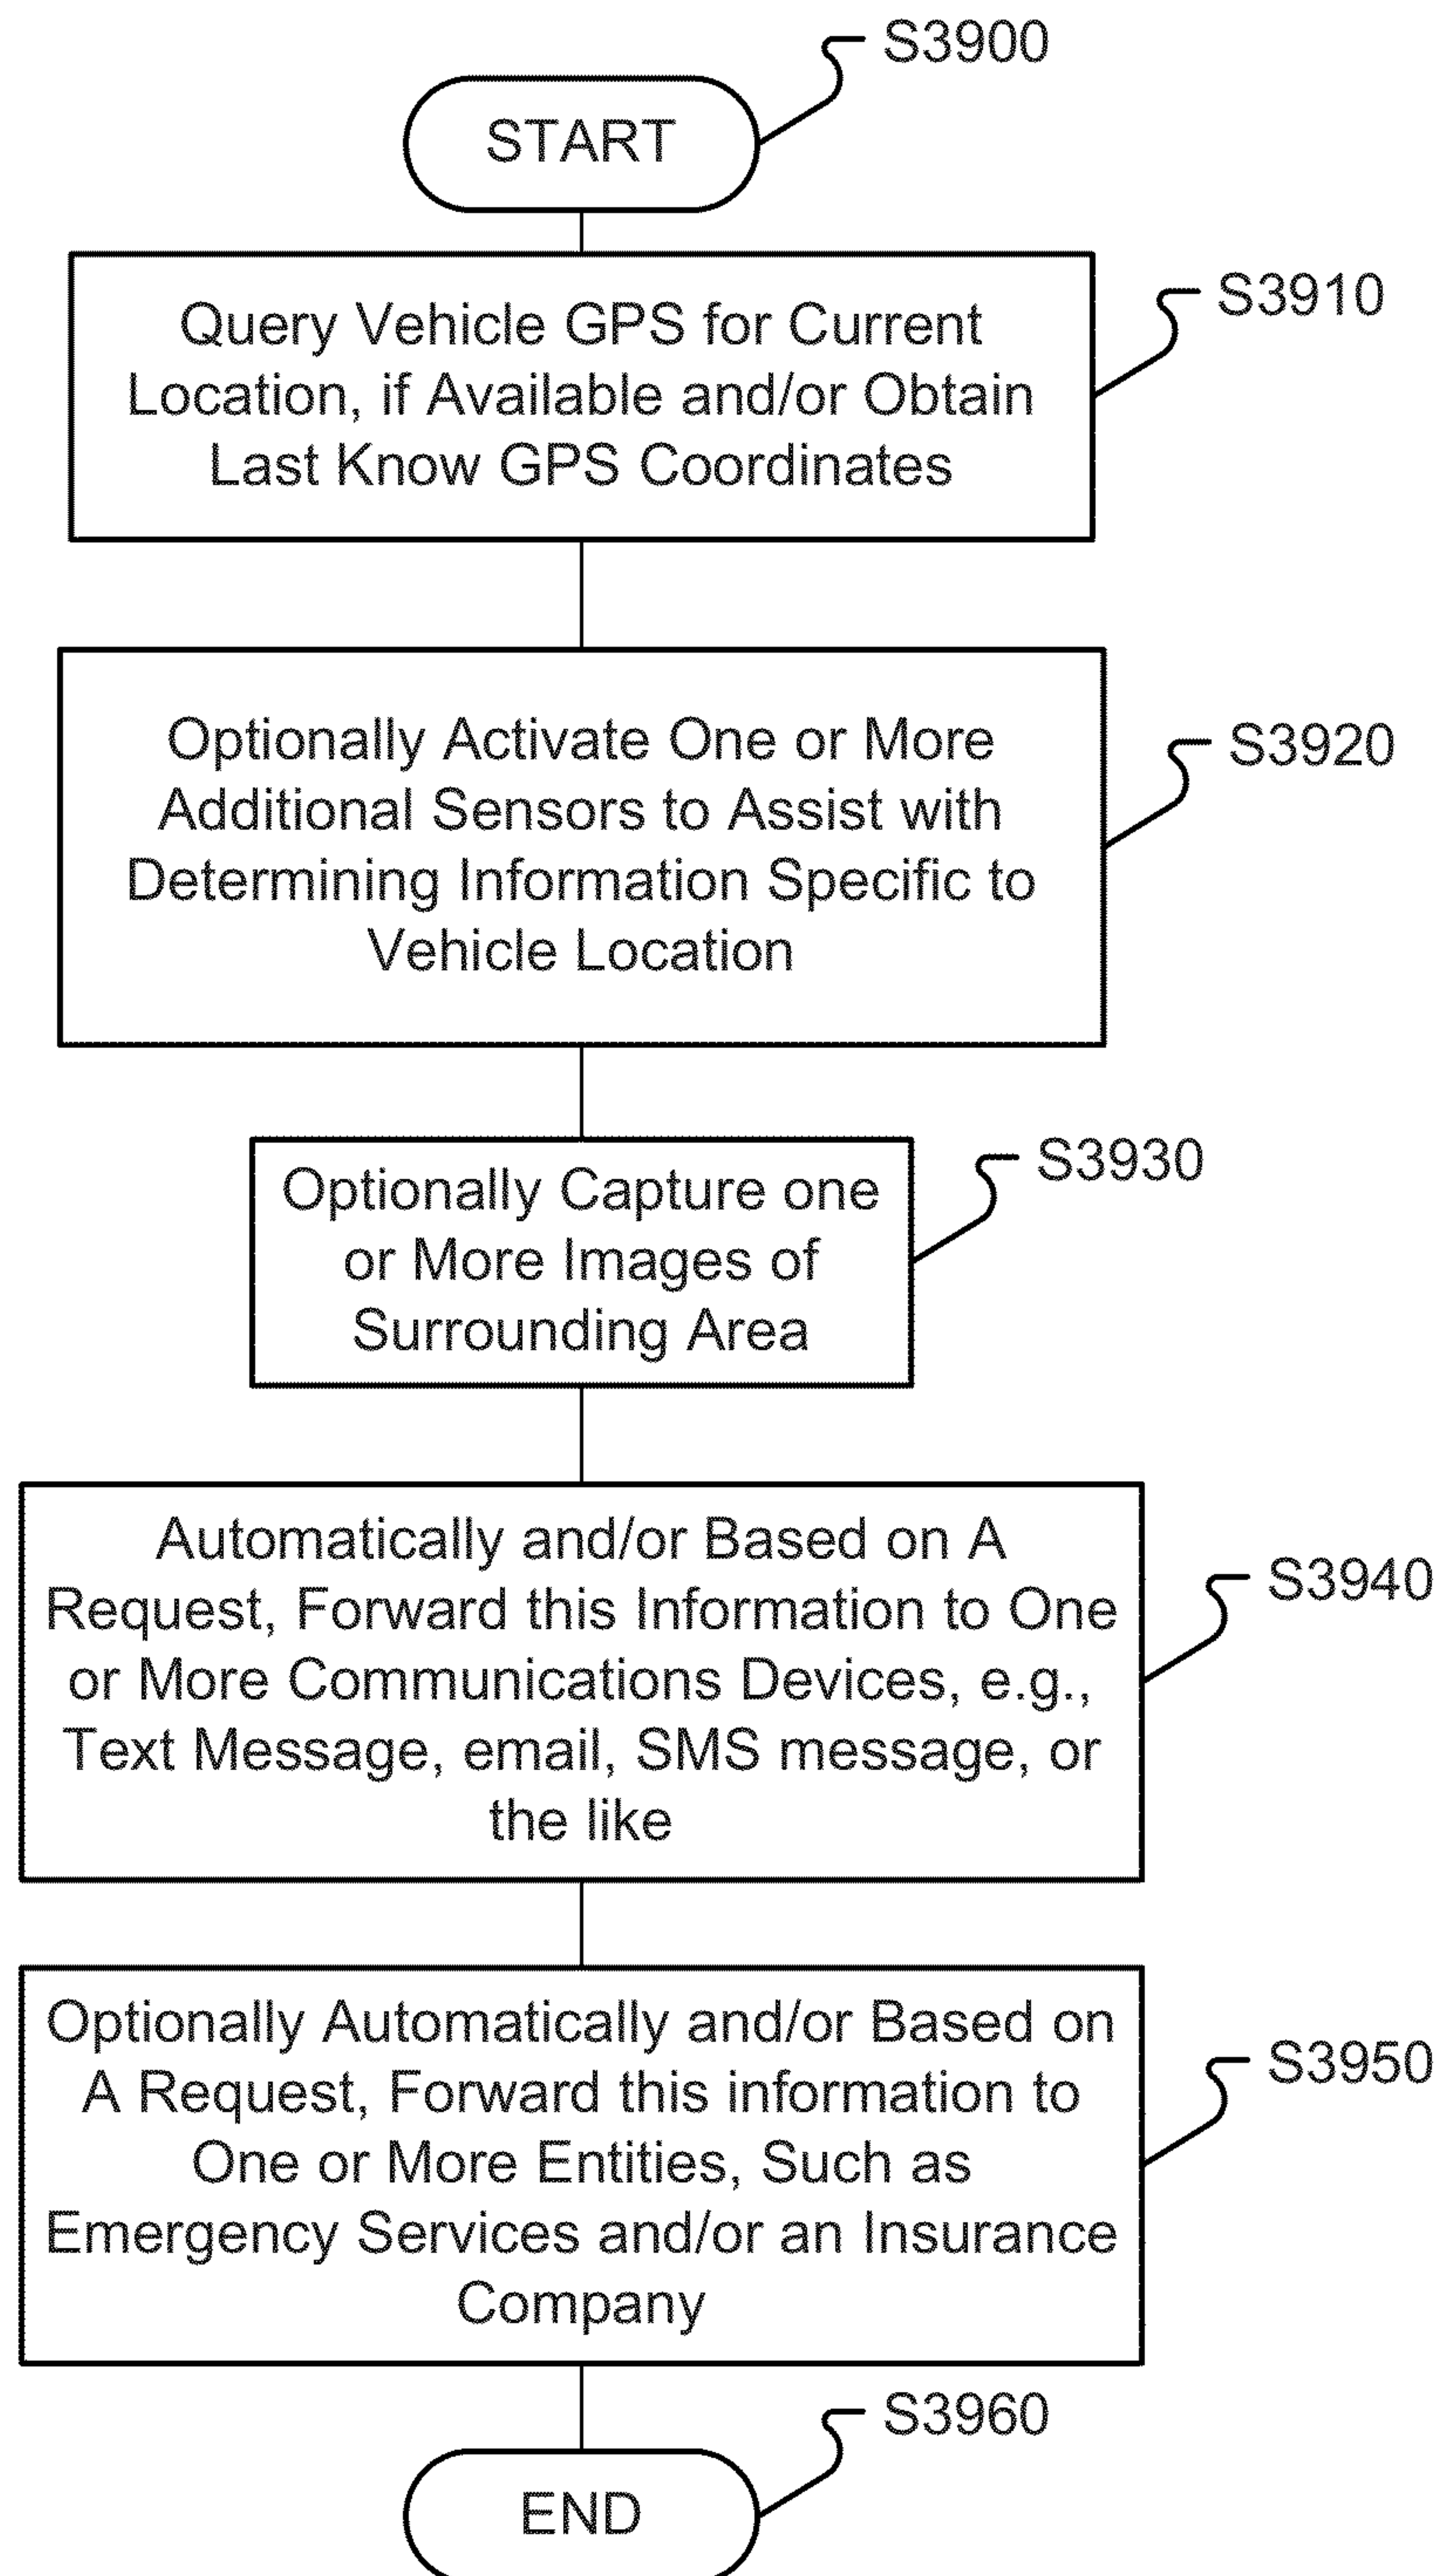 S3900
START
S3910
Query Vehicle GPS for Current
Location, if Available and/or Obtain
Last Know GPS Coordinates
S3920
Optionally Activate One or More
Additional Sensors to Assist with
Determining Information Specific to
Vehicle Location
S3930
Optionally Capture one
or More Images of
Surrounding Area
S3940
Automatically and/or Based on A
Request, Forward this Information to One
or More Communications Devices, e.g.,
Text Message, email, SMS message, or
the like
S3950
Optionally Automatically and/or Based on
A Request, Forward this information to
One or More Entities, Such as
Emergency Services and/or an Insurance
Company
S3960
END